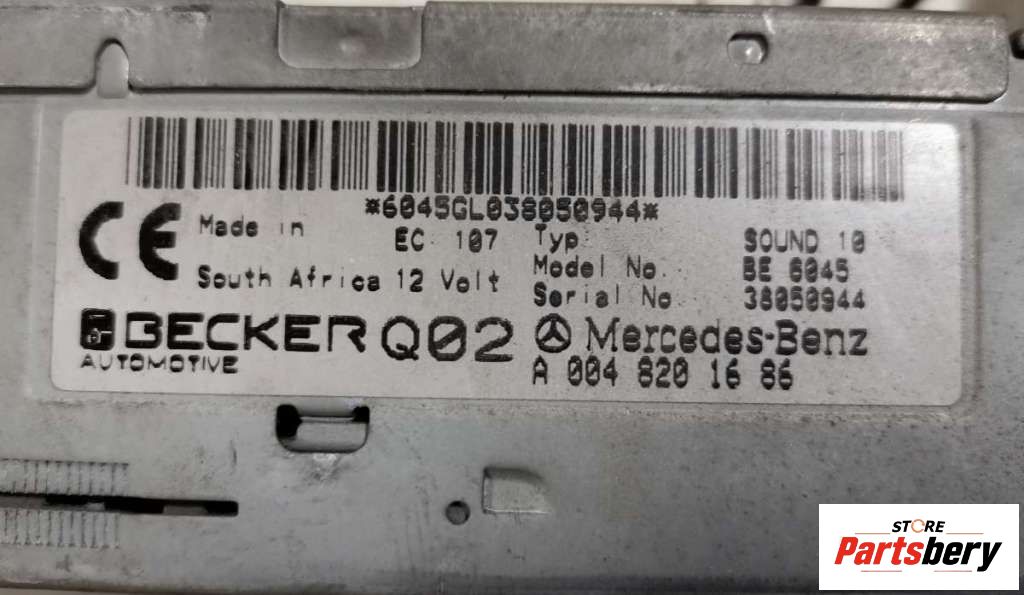 *6045GL038050944*
CE
Made in EC 107 Typ: SOUND 10
Model No.: BE 6045
South Africa 12 Volt Serial No 38050944
BECKER Q02 Mercedes-Benz
AUTOMOTIVE A 004 820 16 86
STORE
Partsbery